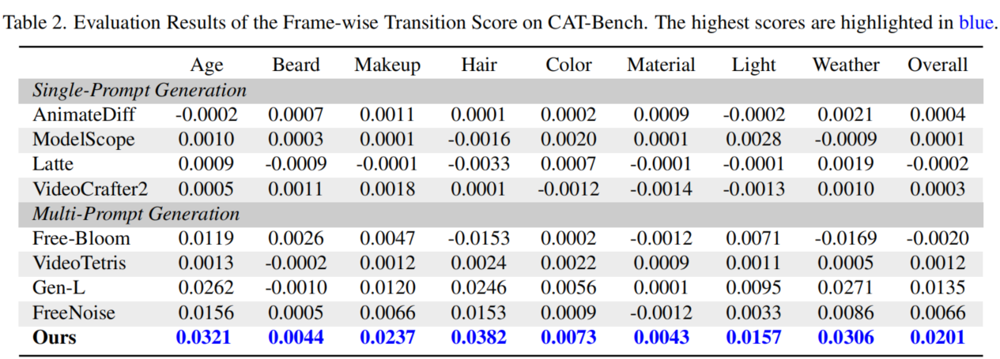 Table 2. Evaluation Results of the Frame-wise Transition Score on CAT-Bench. The highest scores are highlighted in blue.
Age Beard Makeup Hair Color Material Light Weather Overall
Single-Prompt Generation
AnimateDiff -0.0002 0.0007 0.0011 0.0001 0.0002 0.0009 -0.0002 0.0021 0.0004
ModelScope 0.0010 0.0003 0.0001 -0.0016 0.0020 0.0001 0.0028 -0.0009 0.0001
Latte 0.0009 -0.0009 -0.0001 -0.0033 0.0007 -0.0001 -0.0001 0.0019 -0.0002
VideoCrafter2 0.0005 0.0011 0.0018 0.0001 -0.0012 -0.0014 -0.0013 0.0010 0.0003
Multi-Prompt Generation
Free-Bloom 0.0119 0.0026 0.0047 -0.0153 0.0002 -0.0012 0.0071 -0.0169 -0.0020
VideoTetris 0.0013 -0.0002 0.0012 0.0024 0.0022 0.0009 0.0011 0.0005 0.0012
Gen-L 0.0262 -0.0010 0.0120 0.0246 0.0056 0.0001 0.0095 0.0271 0.0135
FreeNoise 0.0156 0.0005 0.0066 0.0153 0.0009 -0.0012 0.0033 0.0086 0.0066
Ours 0.0321 0.0044 0.0237 0.0382 0.0073 0.0043 0.0157 0.0306 0.0201